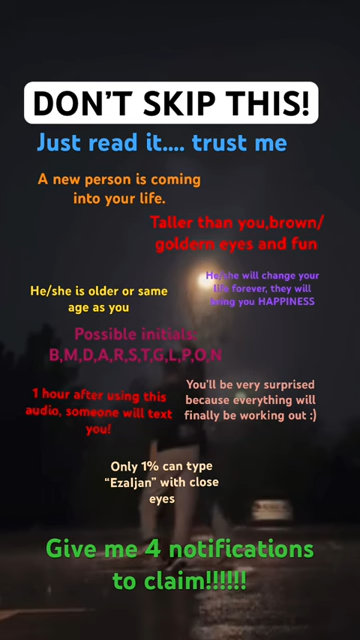 DON'T SKIP THIS!
Just read it.... trust me
A new person is coming
into your life.
Taller than you,brown/
goldern eyes and fun
He/she will change your
life forever, they will
bring you HAPPINESS
He/she is older or same
age as you
Possible initials:
B,M,D,A,R,S,T,G,L,P,O,N
1 hour after using this
audio, someone will text
you!
You'll be very surprised
because everything will
finally be working out :)
Only 1% can type
“EzaIjan” with close
eyes
Give me 4 notifications
to claim!!!!!!